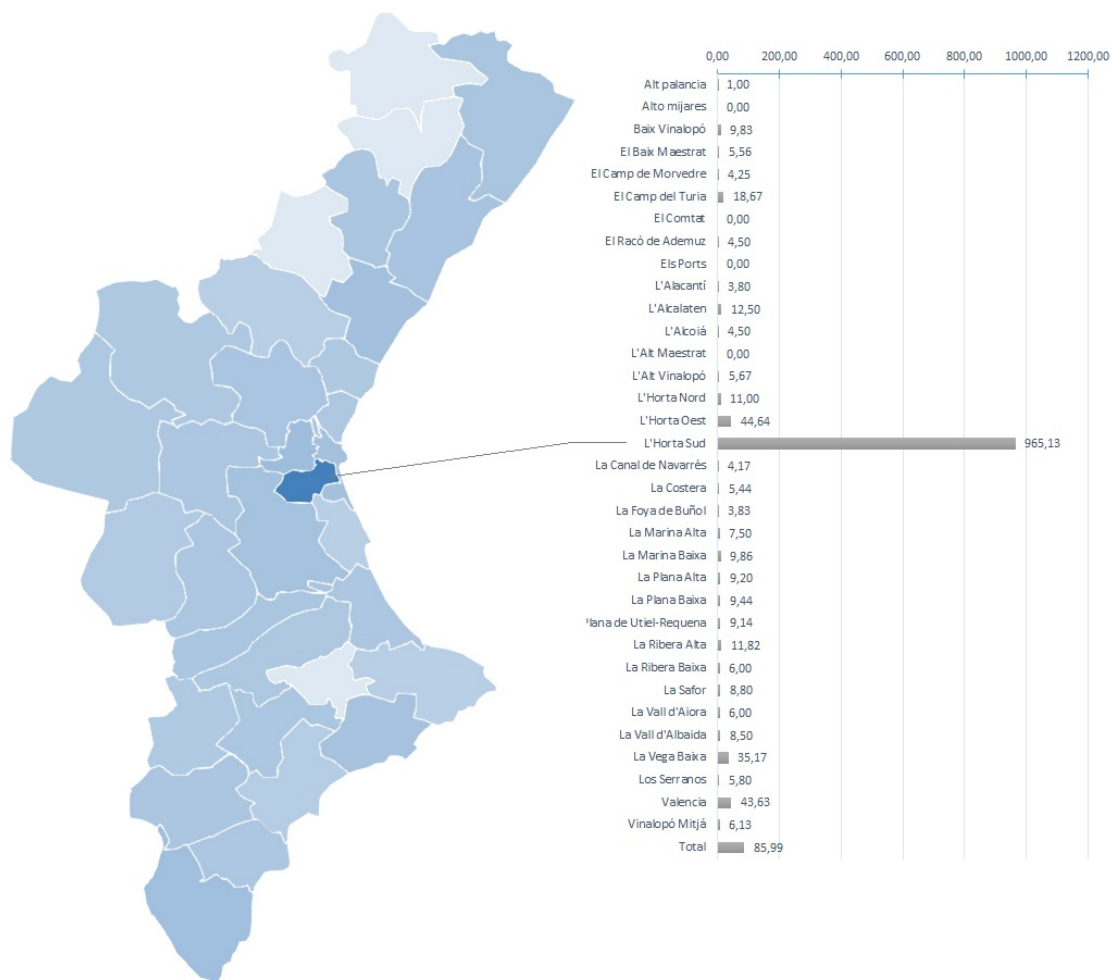 0,00 200,00 400,00 600,00 800,00 1000,00 1200,00
Alt palancia 1,00
Alto mijares 0,00
Baix Vinalopó 9,83
El Baix Maestrat 5,56
El Camp de Morvedre 4,25
El Camp del Turia 18,67
El Comtat 0,00
El Racó de Ademuz 4,50
Els Ports 0,00
L'Alacantí 3,80
L'Alcalaten 12,50
L'Alcoiá 4,50
L'Alt Maestrat 0,00
L'Alt Vinalopó 5,67
L'Horta Nord 11,00
L'Horta Oest 44,64
L'Horta Sud 965,13
La Canal de Navarrés 4,17
La Costera 5,44
La Foya de Buñol 3,83
La Marina Alta 7,50
La Marina Baixa 9,86
La Plana Alta 9,20
La Plana Baixa 9,44
Plana de Utiel-Requena 9,14
La Ribera Alta 11,82
La Ribera Baixa 6,00
La Safor 8,80
La Vall d'Aiora 6,00
La Vall d'Albaida 8,50
La Vega Baixa 35,17
Los Serranos 5,80
Valencia 43,63
Vinalopó Mitjá 6,13
Total 85,99